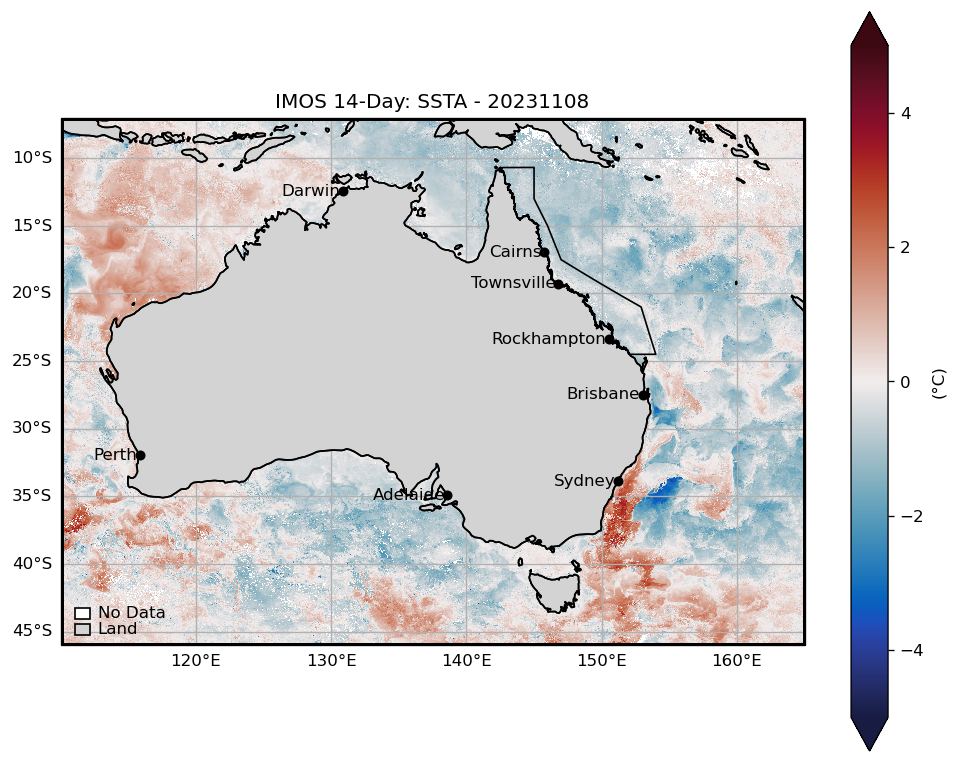 IMOS 14-Day: SSTA - 20231108
10°S
15°S
20°S
25°S
30°S
35°S
40°S
45°S
Darwin
Cairns
Townsville
Rockhampton
Brisbane
Perth
Sydney
Adelaide
No Data
Land
120°E
130°E
140°E
150°E
160°E
4
2
0
−2
−4
(°C)